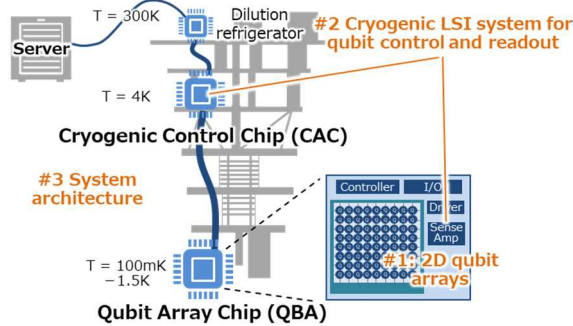 T = 300K
Dilution
refrigerator
#2 Cryogenic LSI system for
qubit control and readout
Server
T = 4K
Cryogenic Control Chip (CAC)
#3 System
architecture
Controller
I/O
Driver
Sense
Amp
#1: 2D qubit
arrays
T = 100mK
−1.5K
Qubit Array Chip (QBA)